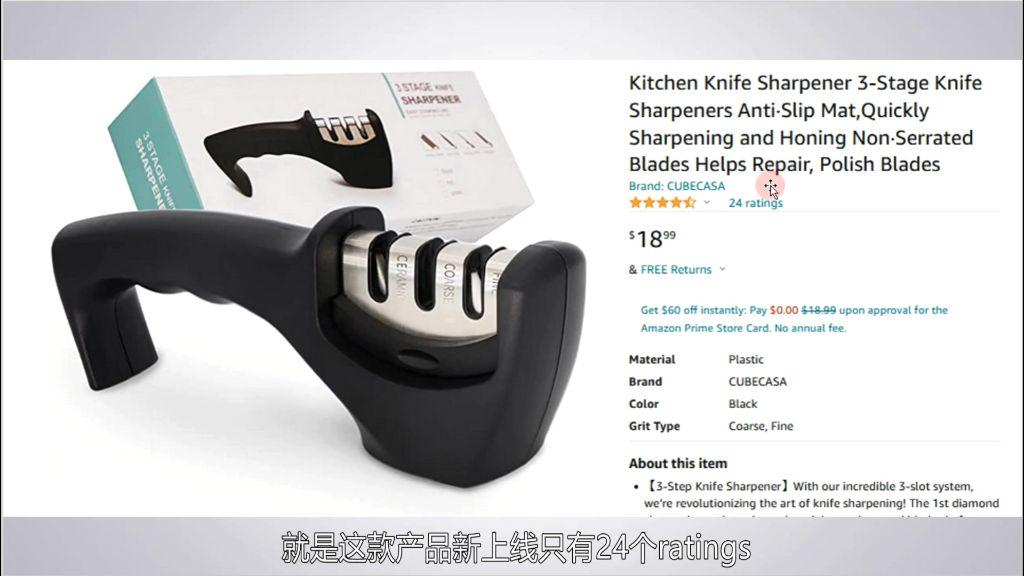 3 STAGE KNIFE
SHARPENER
3 STAGE KNIFE
SHARPENER
CERAMIC
COARSE
Kitchen Knife Sharpener 3-Stage Knife
Sharpeners Anti-Slip Mat,Quickly
Sharpening and Honing Non-Serrated
Blades Helps Repair, Polish Blades
Brand: CUBECASA
24 ratings
$18.99
& FREE Returns
Get $60 off instantly: Pay $0.00 $18.99 upon approval for the
Amazon Prime Store Card. No annual fee.
Material Plastic
Brand CUBECASA
Color Black
Grit Type Coarse, Fine
About this item
• 【3-Step Knife Sharpener】With our incredible 3-slot system,
we're revolutionizing the art of knife sharpening! The 1st diamond
就是这款产品新上线只有24个ratings